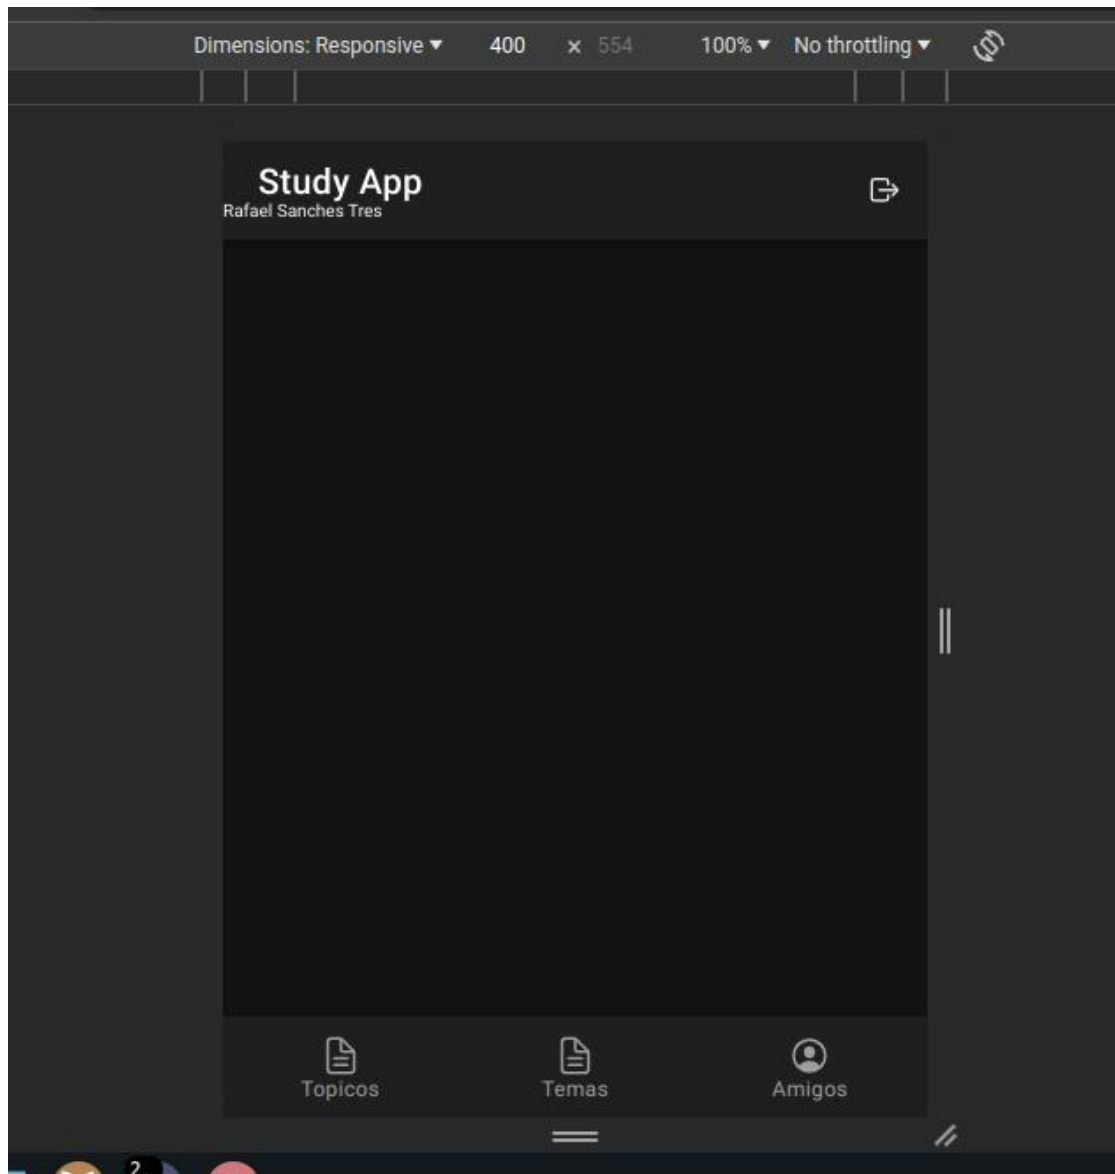 Dimensions: Responsive 400 x 554 100% No throttling
Study App
Rafael Sanches Tres
Topicos Temas Amigos
2